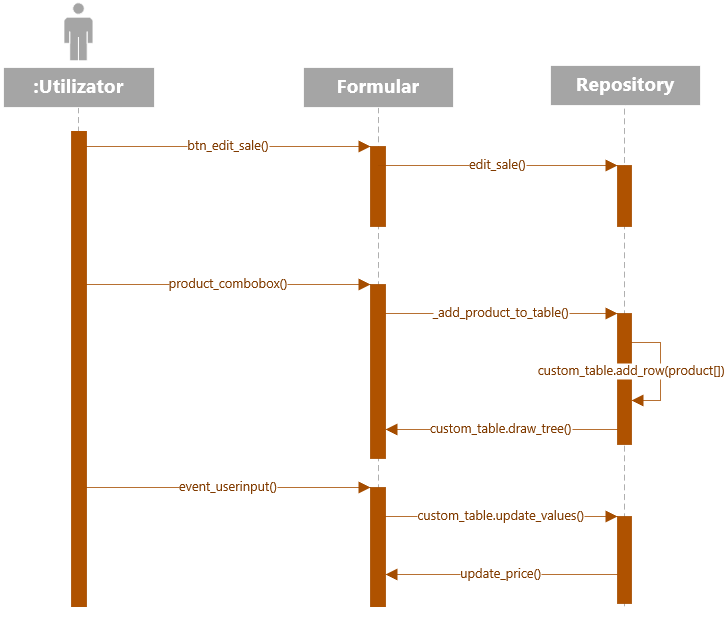 :Utilizator
Formular
Repository
btn_edit_sale()
edit_sale()
product_combobox()
_add_product_to_table()
custom_table.add_row(product[])
custom_table.draw_tree()
event_userinput()
custom_table.update_values()
update_price()